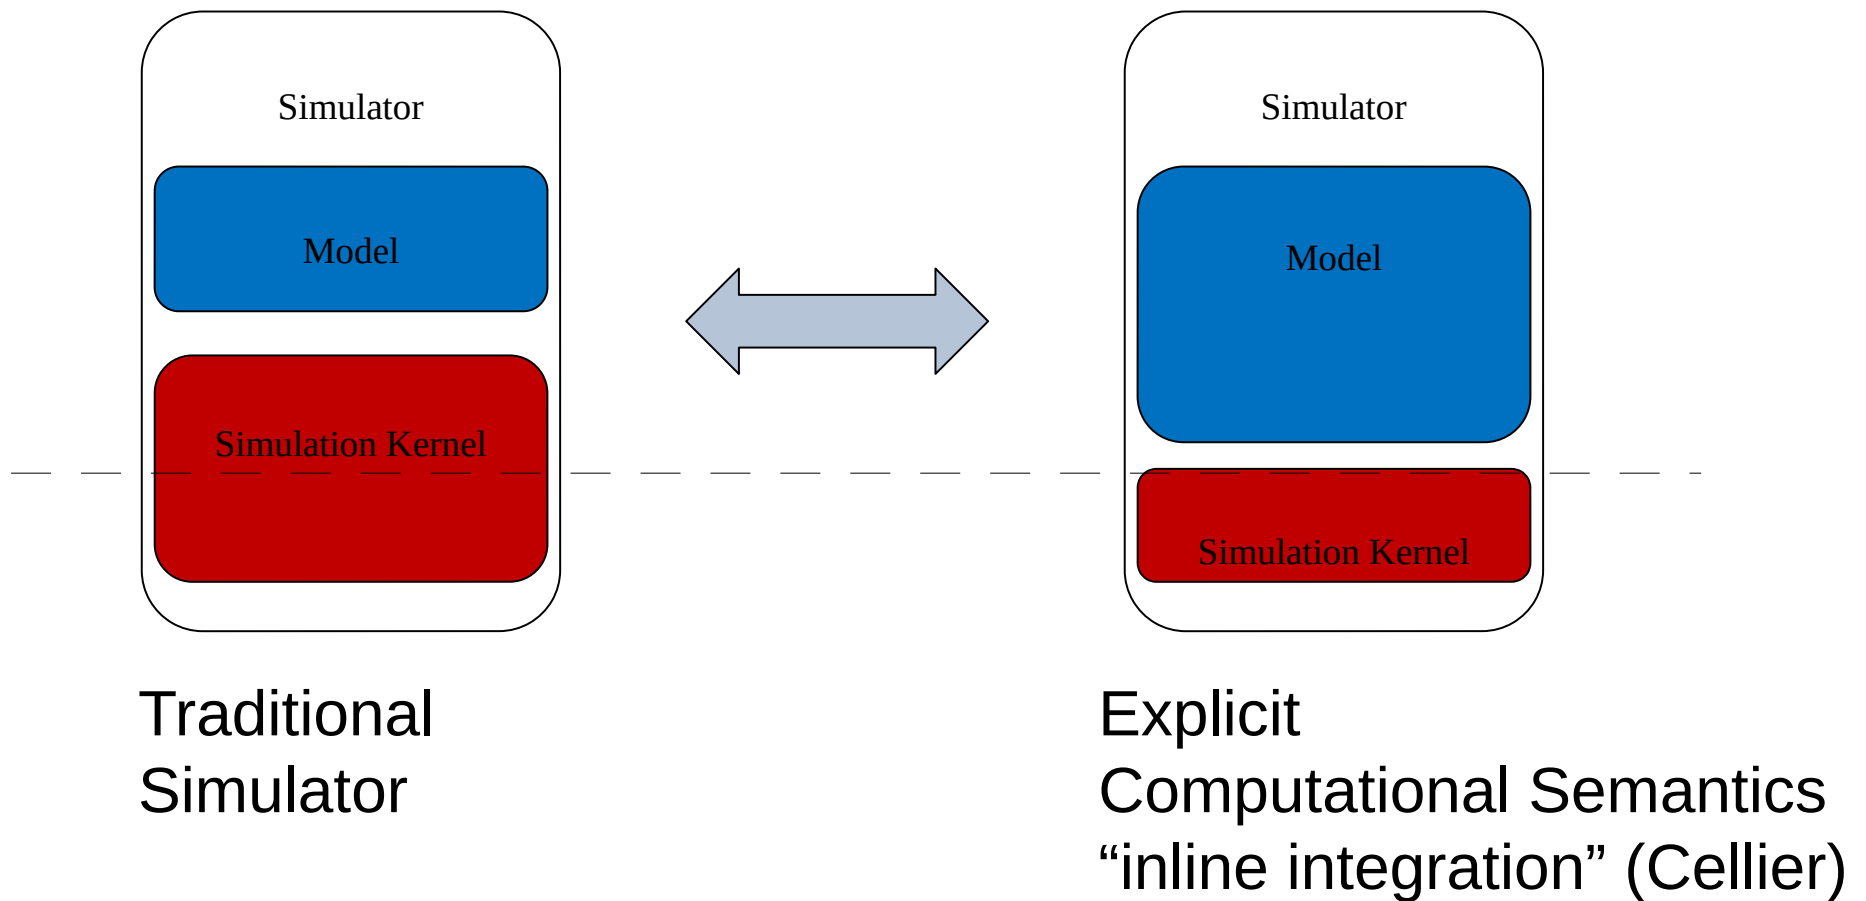 Simulator
Model
Simulation Kernel
Traditional
Simulator
Simulator
Model
Simulation Kernel
Explicit
Computational Semantics
“inline integration” (Cellier)